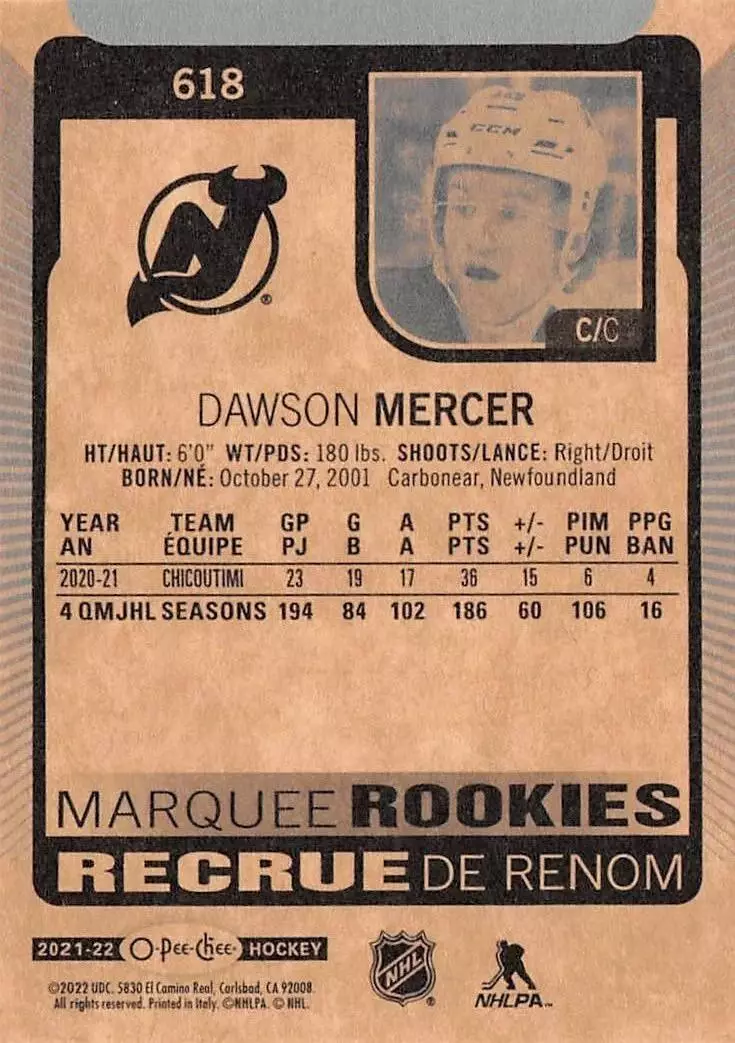 618
CCM
C/C
DAWSON MERCER
HT/HAUT: 6'0" WT/PDS: 180 lbs. SHOOTS/LANCE: Right/Droit
BORN/NÉ: October 27, 2001 Carbonear, Newfoundland
YEAR TEAM GP G A PTS +/- PIM PPG
AN ÉQUIPE PJ B A PTS +/- PUN BAN
2020-21 CHICOUTIMI 23 19 17 36 15 6 4
4 QMJHL SEASONS 194 84 102 186 60 106 16
MARQUEE ROOKIES
RECRUE DE RENOM
2021-22 O-Pee-Chee HOCKEY
©2022 UDC. 5830 El Camino Real, Carlsbad, CA 92008.
All rights reserved. Printed in Italy. ©NHLPA. © NHL.
NHL ®
NHLPA™